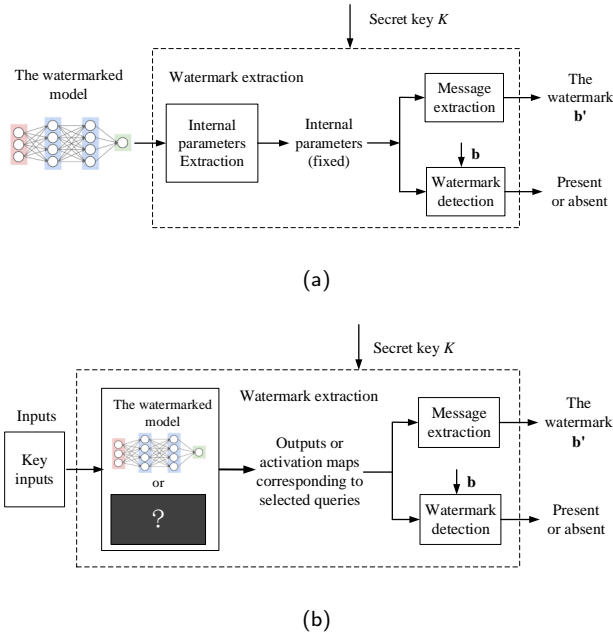 Secret key K
The watermarked
model
Watermark extraction
Internal
parameters
Extraction
Internal
parameters
(fixed)
Message
extraction
The
watermark
b'
b
Watermark
detection
Present
or absent
(a)
Secret key K
Inputs
Key
inputs
Watermark extraction
The watermarked
model
or
?
Outputs or
activation maps
corresponding to
selected queries
Message
extraction
The
watermark
b'
b
Watermark
detection
Present
or absent
(b)